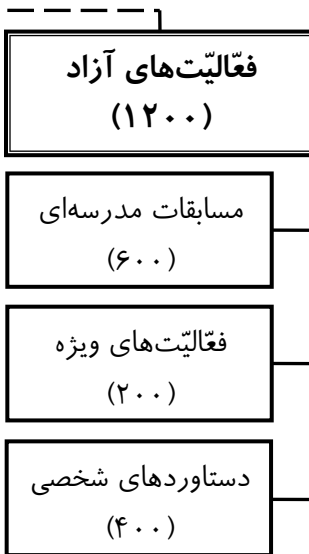 فعّالیّت‌های آزاد
(۱۲۰۰)
مسابقات مدرسه‌ای
(۶۰۰)
فعّالیّت‌های ویژه
(۲۰۰)
دستاوردهای شخصی
(۴۰۰)